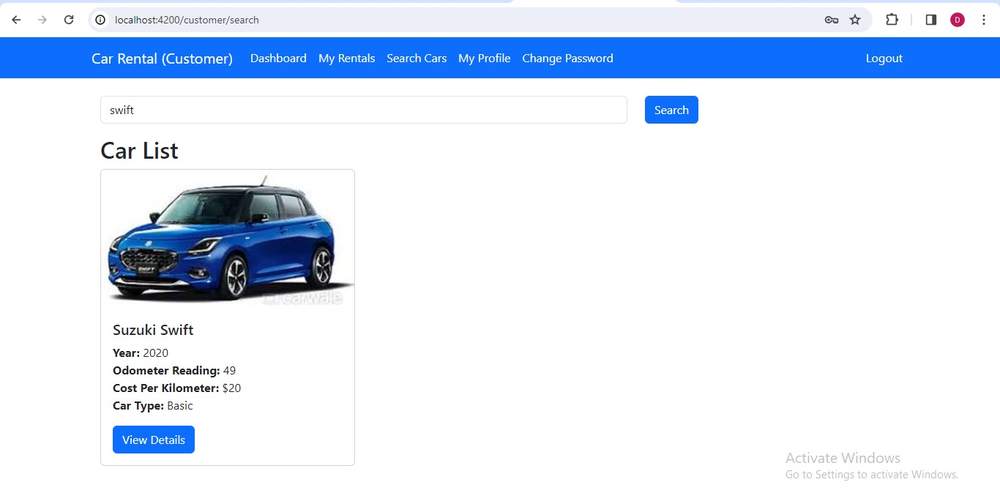 localhost:4200/customer/search
D
Car Rental (Customer) Dashboard My Rentals Search Cars My Profile Change Password Logout
swift Search
Car List
SWIFT
carwale
Suzuki Swift
Year: 2020
Odometer Reading: 49
Cost Per Kilometer: $20
Car Type: Basic
View Details
Activate Windows
Go to Settings to activate Windows.